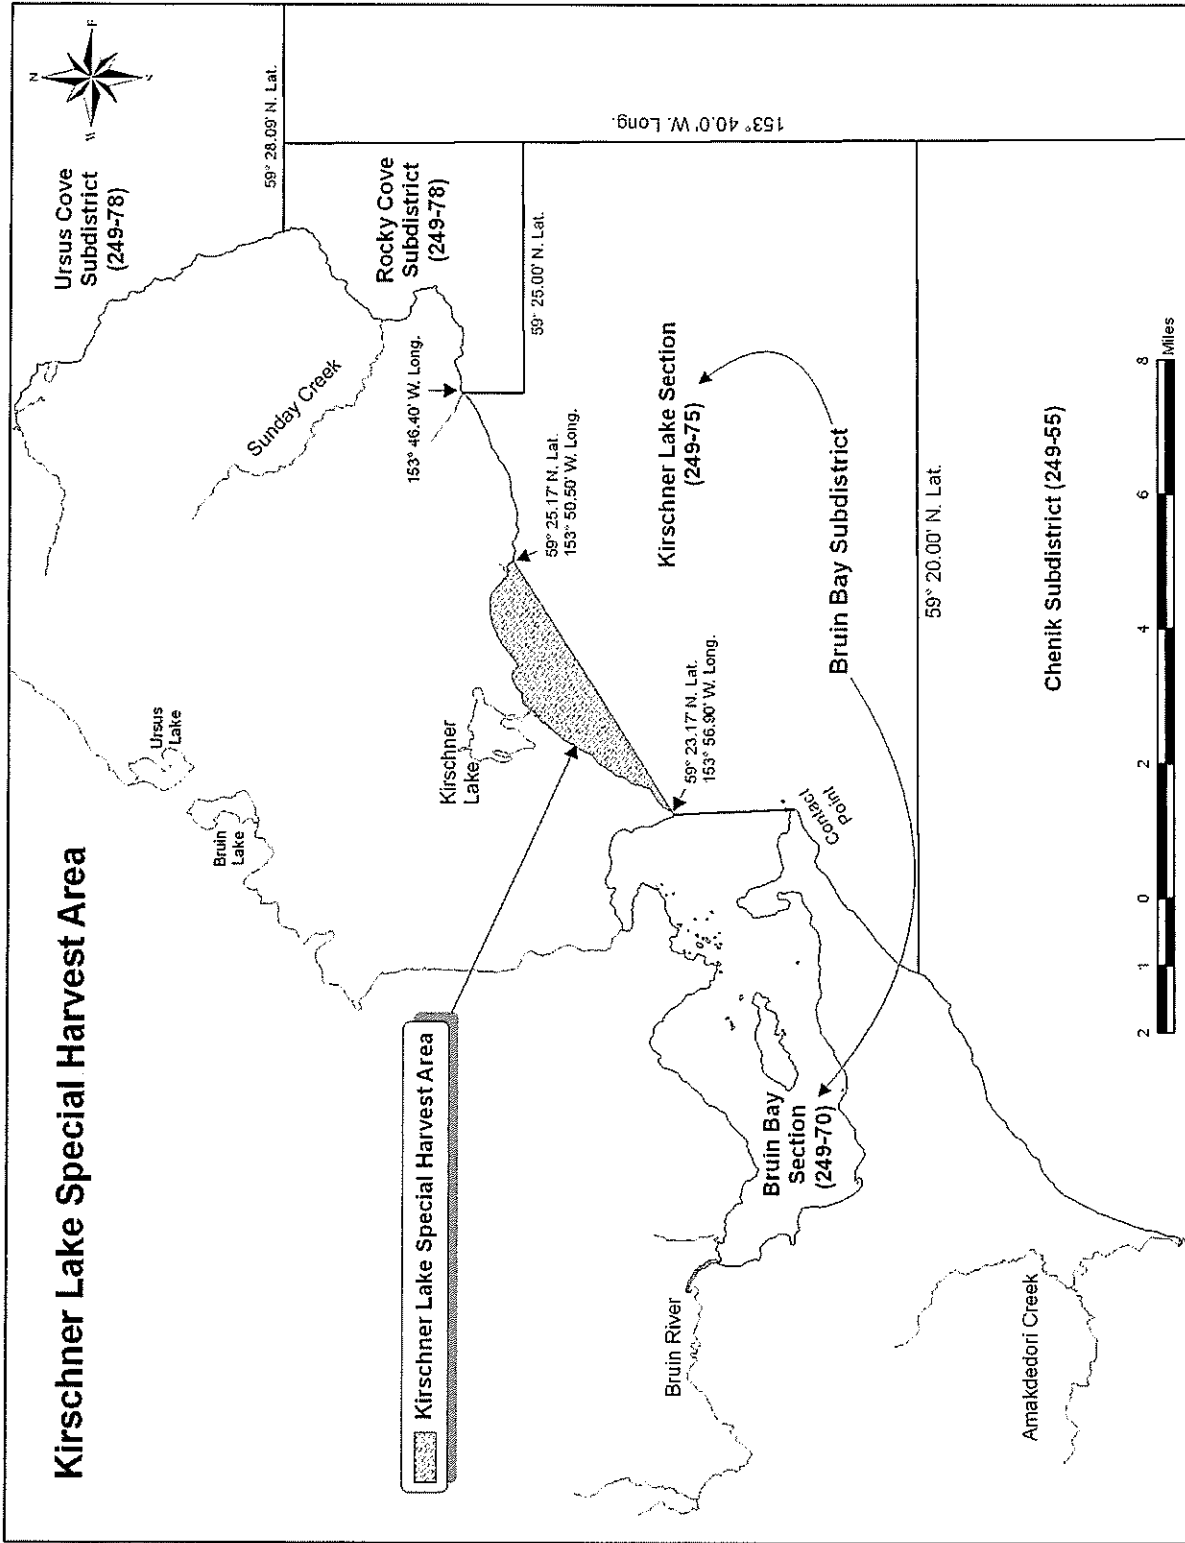 Kirschner Lake Special Harvest Area
N
E
S
W
Ursus Cove
Subdistrict
(249-78)
59° 28.09' N. Lat.
Rocky Cove
Subdistrict
(249-78)
59° 25.00' N. Lat.
153° 40.0' W. Long.
Sunday Creek
153° 46.40' W. Long.
59° 25.17' N. Lat.
153° 50.50' W. Long.
Kirschner Lake Section
(249-75)
Ursus
Lake
Bruin
Lake
Kirschner
Lake
59° 23.17' N. Lat.
153° 56.90' W. Long.
Contact
Point
Bruin Bay Subdistrict
59° 20.00' N. Lat.
Chenik Subdistrict (249-55)
Kirschner Lake Special Harvest Area
Bruin Bay
Section
(249-70)
Bruin River
Amakdedori Creek
2 1 0 2 4 6 8
Miles